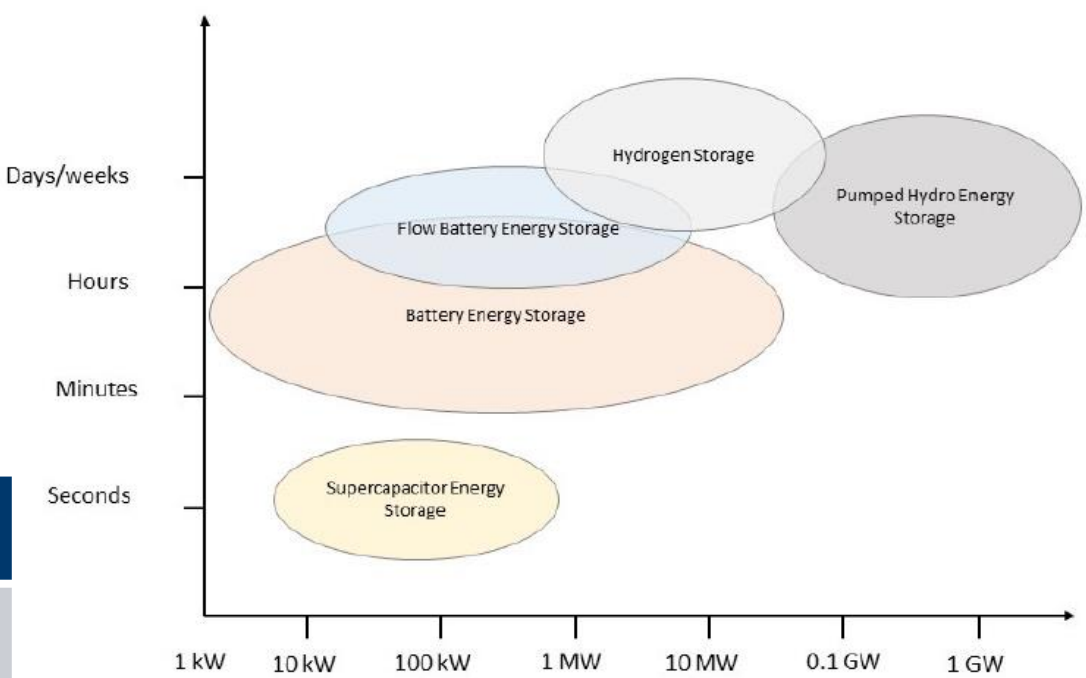 Days/weeks
Hours
Minutes
Seconds
Hydrogen Storage
Pumped Hydro Energy
Storage
Flow Battery Energy Storage
Battery Energy Storage
Supercapacitor Energy
Storage
1 kW
10 kW
100 kW
1 MW
10 MW
0.1 GW
1 GW